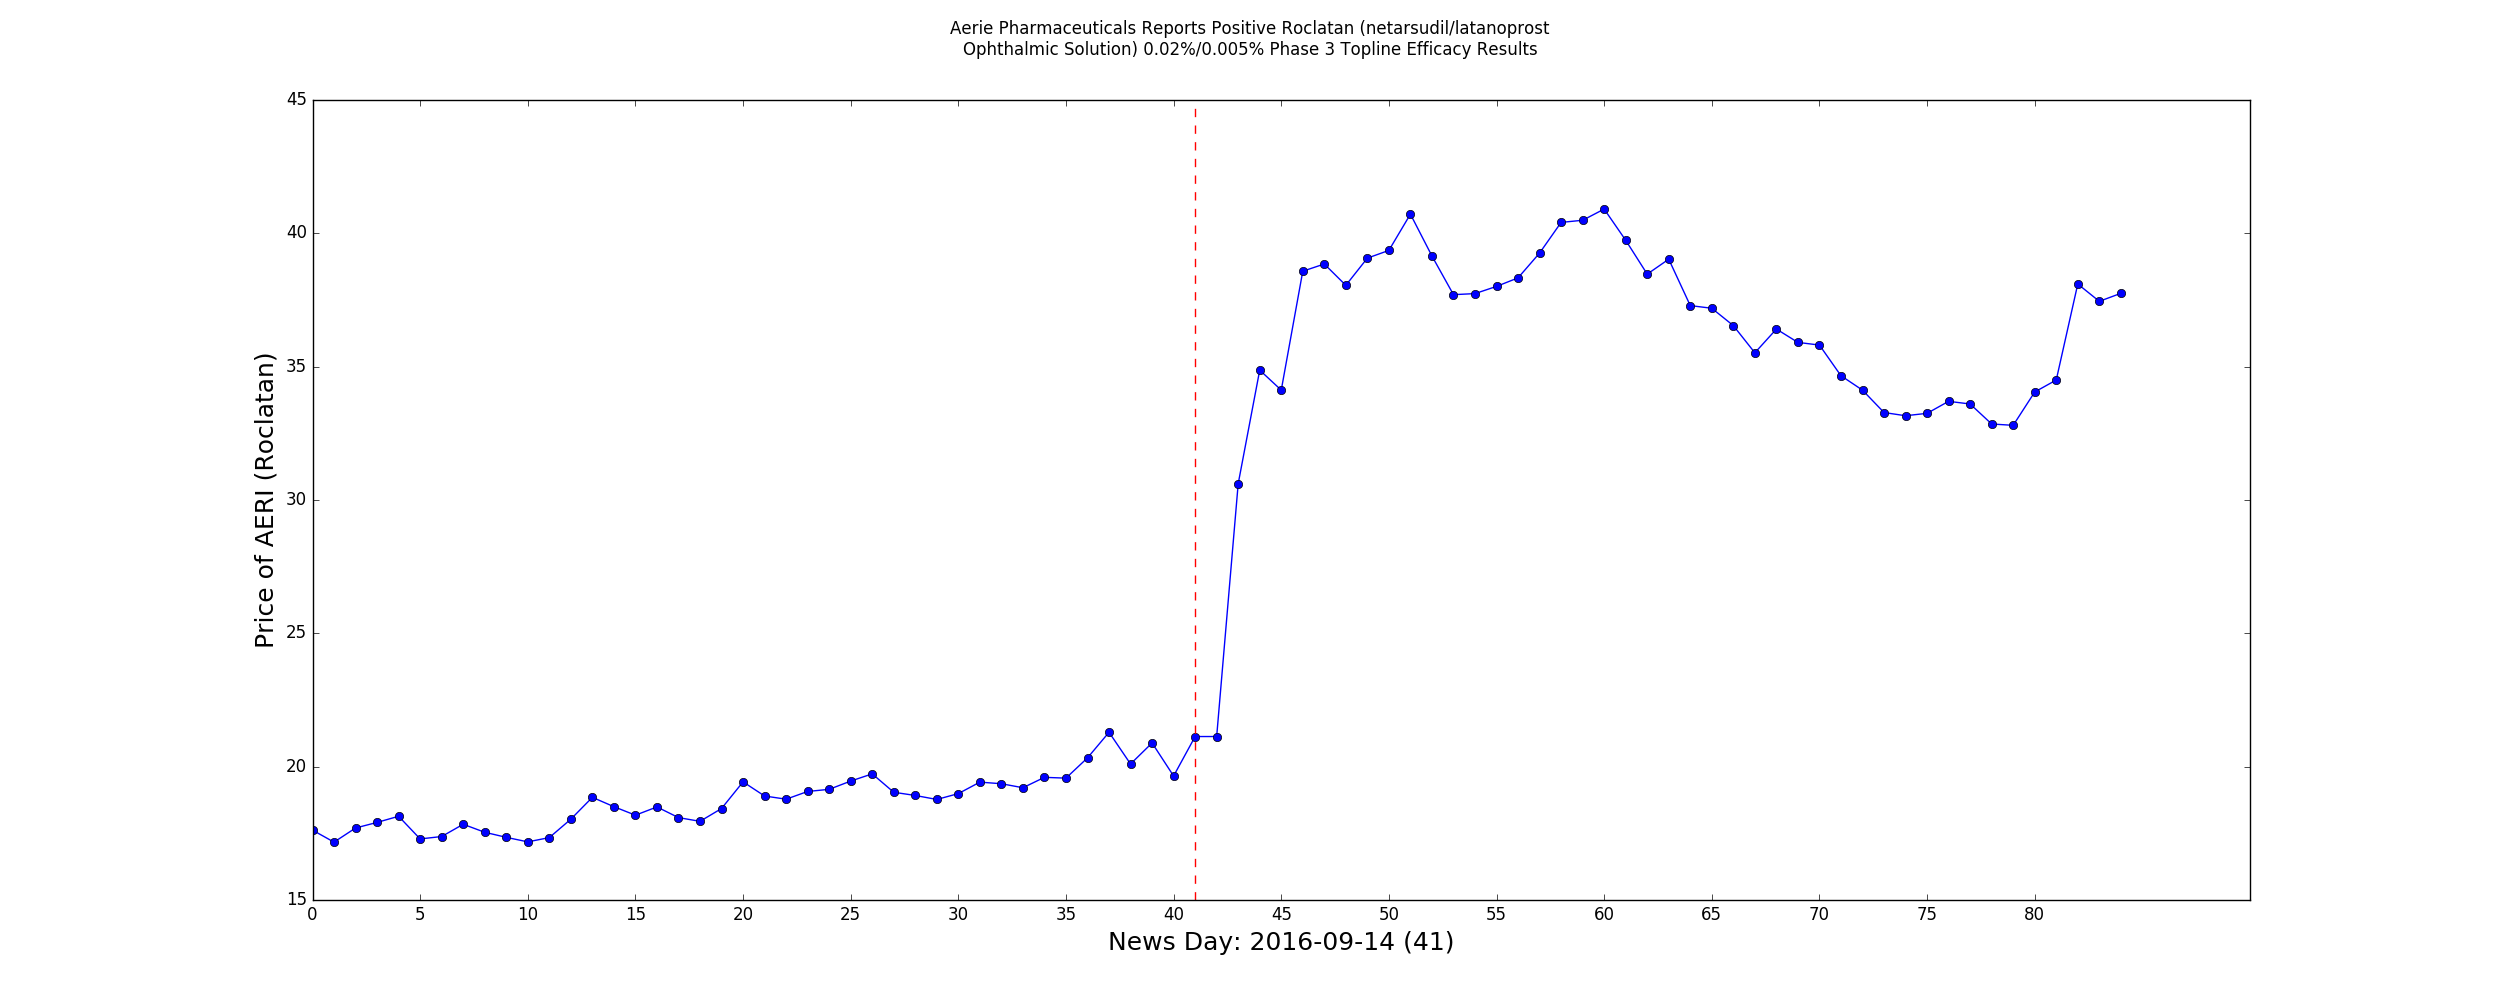 Aerie Pharmaceuticals Reports Positive Roclatan (netarsudil/latanoprost
Ophthalmic Solution) 0.02%/0.005% Phase 3 Topline Efficacy Results
45
40
35
30
25
20
15
Price of AERI (Roclatan)
0 5 10 15 20 25 30 35 40 45 50 55 60 65 70 75 80
News Day: 2016-09-14 (41)